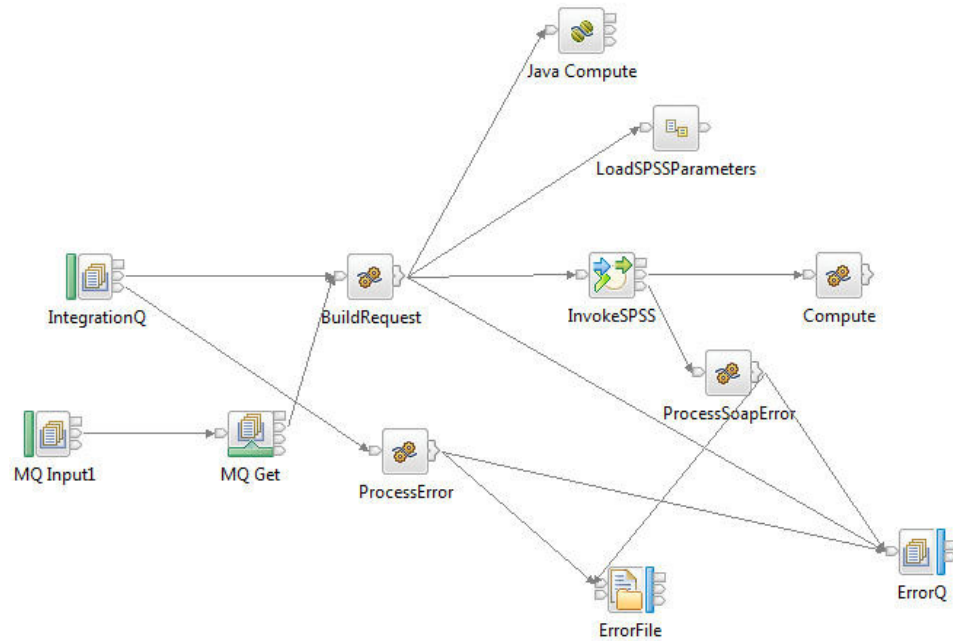 Java Compute
LoadSPSSParameters
IntegrationQ
BuildRequest
InvokeSPSS
Compute
ProcessSoapError
MQ Input1
MQ Get
ProcessError
ErrorQ
ErrorFile